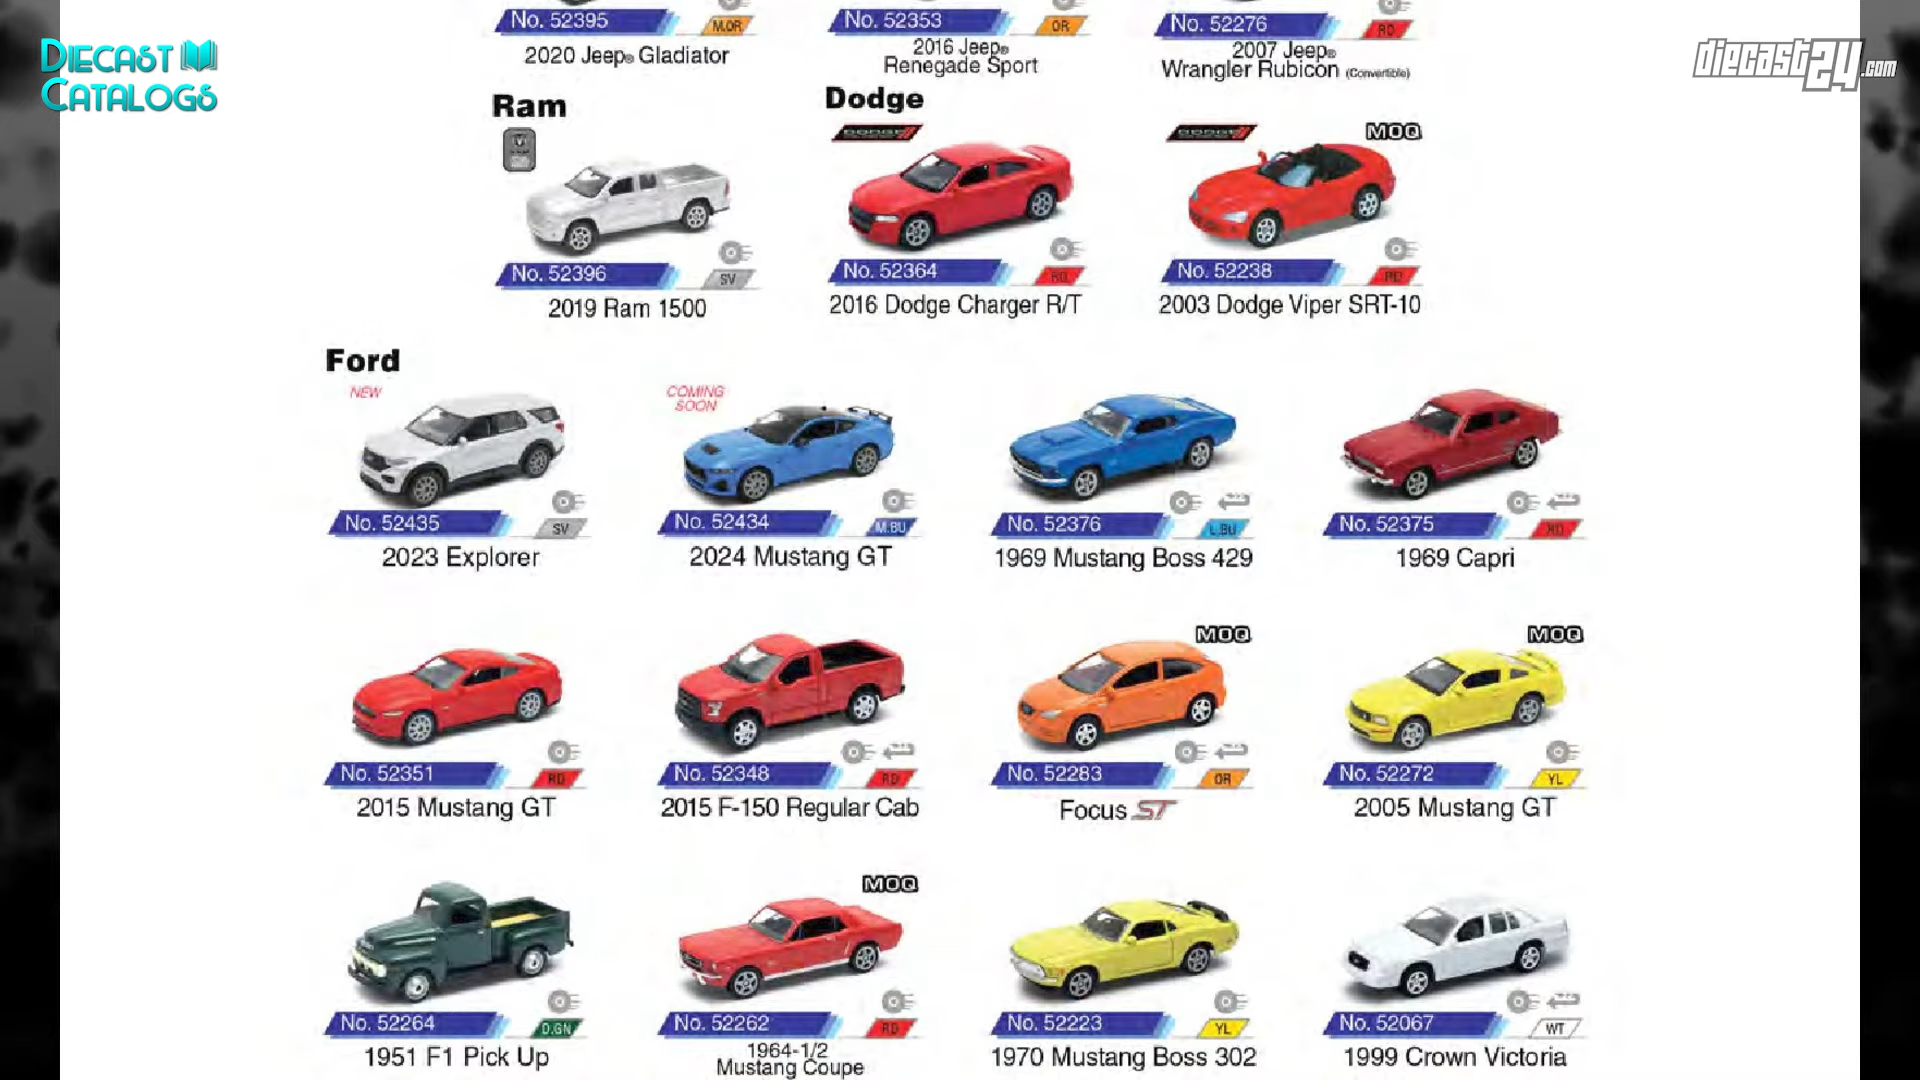 DIECAST
CATALOGS
diecast24.com
No. 52395
M.OR
2020 Jeep® Gladiator
No. 52353
OR
2016 Jeep®
Renegade Sport
No. 52276
RD
2007 Jeep®
Wrangler Rubicon (Convertible)
Ram
No. 52396
SV
2019 Ram 1500
Dodge
DODGE
No. 52364
RD
2016 Dodge Charger R/T
DODGE
MOQ
No. 52238
RD
2003 Dodge Viper SRT-10
Ford
NEW
No. 52435
SV
2023 Explorer
COMING
SOON
No. 52434
M.BU
2024 Mustang GT
No. 52376
L.BU
1969 Mustang Boss 429
No. 52375
RD
1969 Capri
No. 52351
RD
2015 Mustang GT
No. 52348
RD
2015 F-150 Regular Cab
MOQ
No. 52283
OR
Focus ST
MOQ
No. 52272
YL
2005 Mustang GT
No. 52264
D.GN
1951 F1 Pick Up
MOQ
No. 52262
RD
1964-1/2
Mustang Coupe
No. 52223
YL
1970 Mustang Boss 302
No. 52067
WT
1999 Crown Victoria